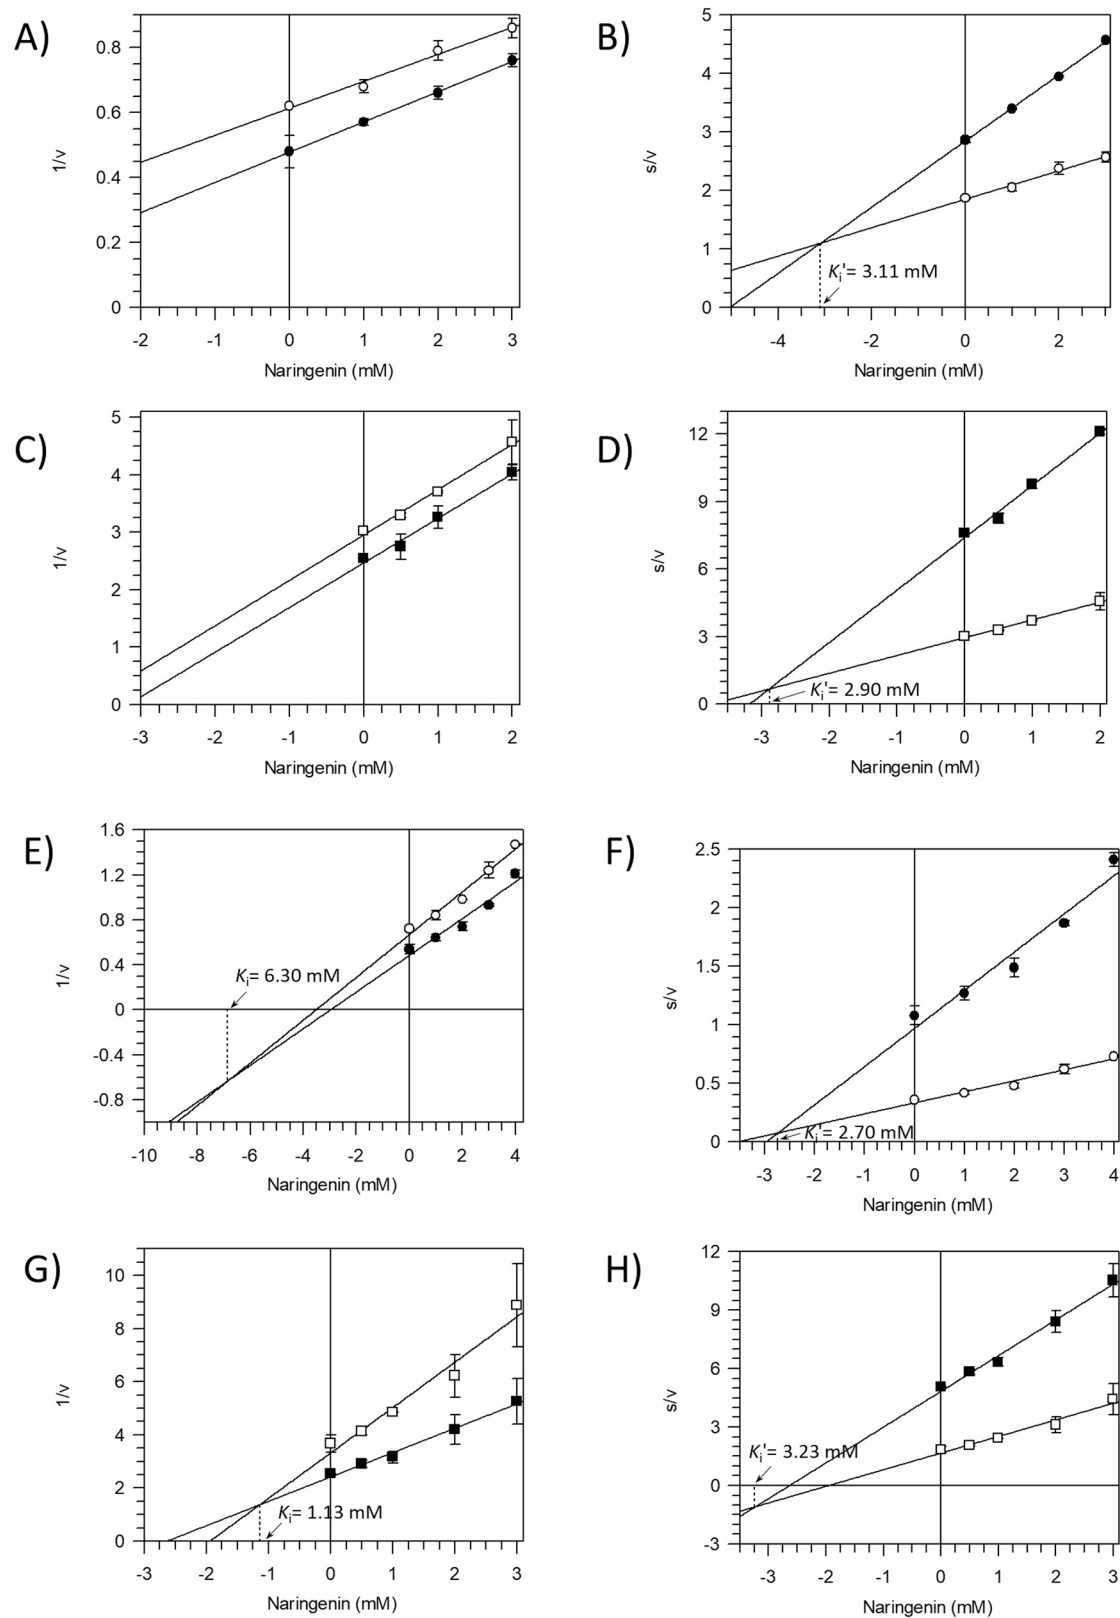 A)
0.8
0.6
0.4
0.2
0
1/v
-2 -1 0 1 2 3
Naringenin (mM)
B)
5
4
3
2
1
0
s/v
Ki'= 3.11 mM
-4 -2 0 2
Naringenin (mM)
C)
5
4
3
2
1
0
1/v
-3 -2 -1 0 1 2
Naringenin (mM)
D)
12
9
6
3
0
s/v
Ki'= 2.90 mM
-3 -2 -1 0 1 2
Naringenin (mM)
E)
1.6
1.2
0.8
0.4
0
-0.4
-0.8
1/v
Ki= 6.30 mM
-10 -8 -6 -4 -2 0 2 4
Naringenin (mM)
F)
2.5
2
1.5
1
0.5
0
s/v
Ki'= 2.70 mM
-3 -2 -1 0 1 2 3 4
Naringenin (mM)
G)
10
8
6
4
2
0
1/v
Ki= 1.13 mM
-3 -2 -1 0 1 2 3
Naringenin (mM)
H)
12
9
6
3
0
-3
s/v
Ki'= 3.23 mM
-3 -2 -1 0 1 2 3
Naringenin (mM)